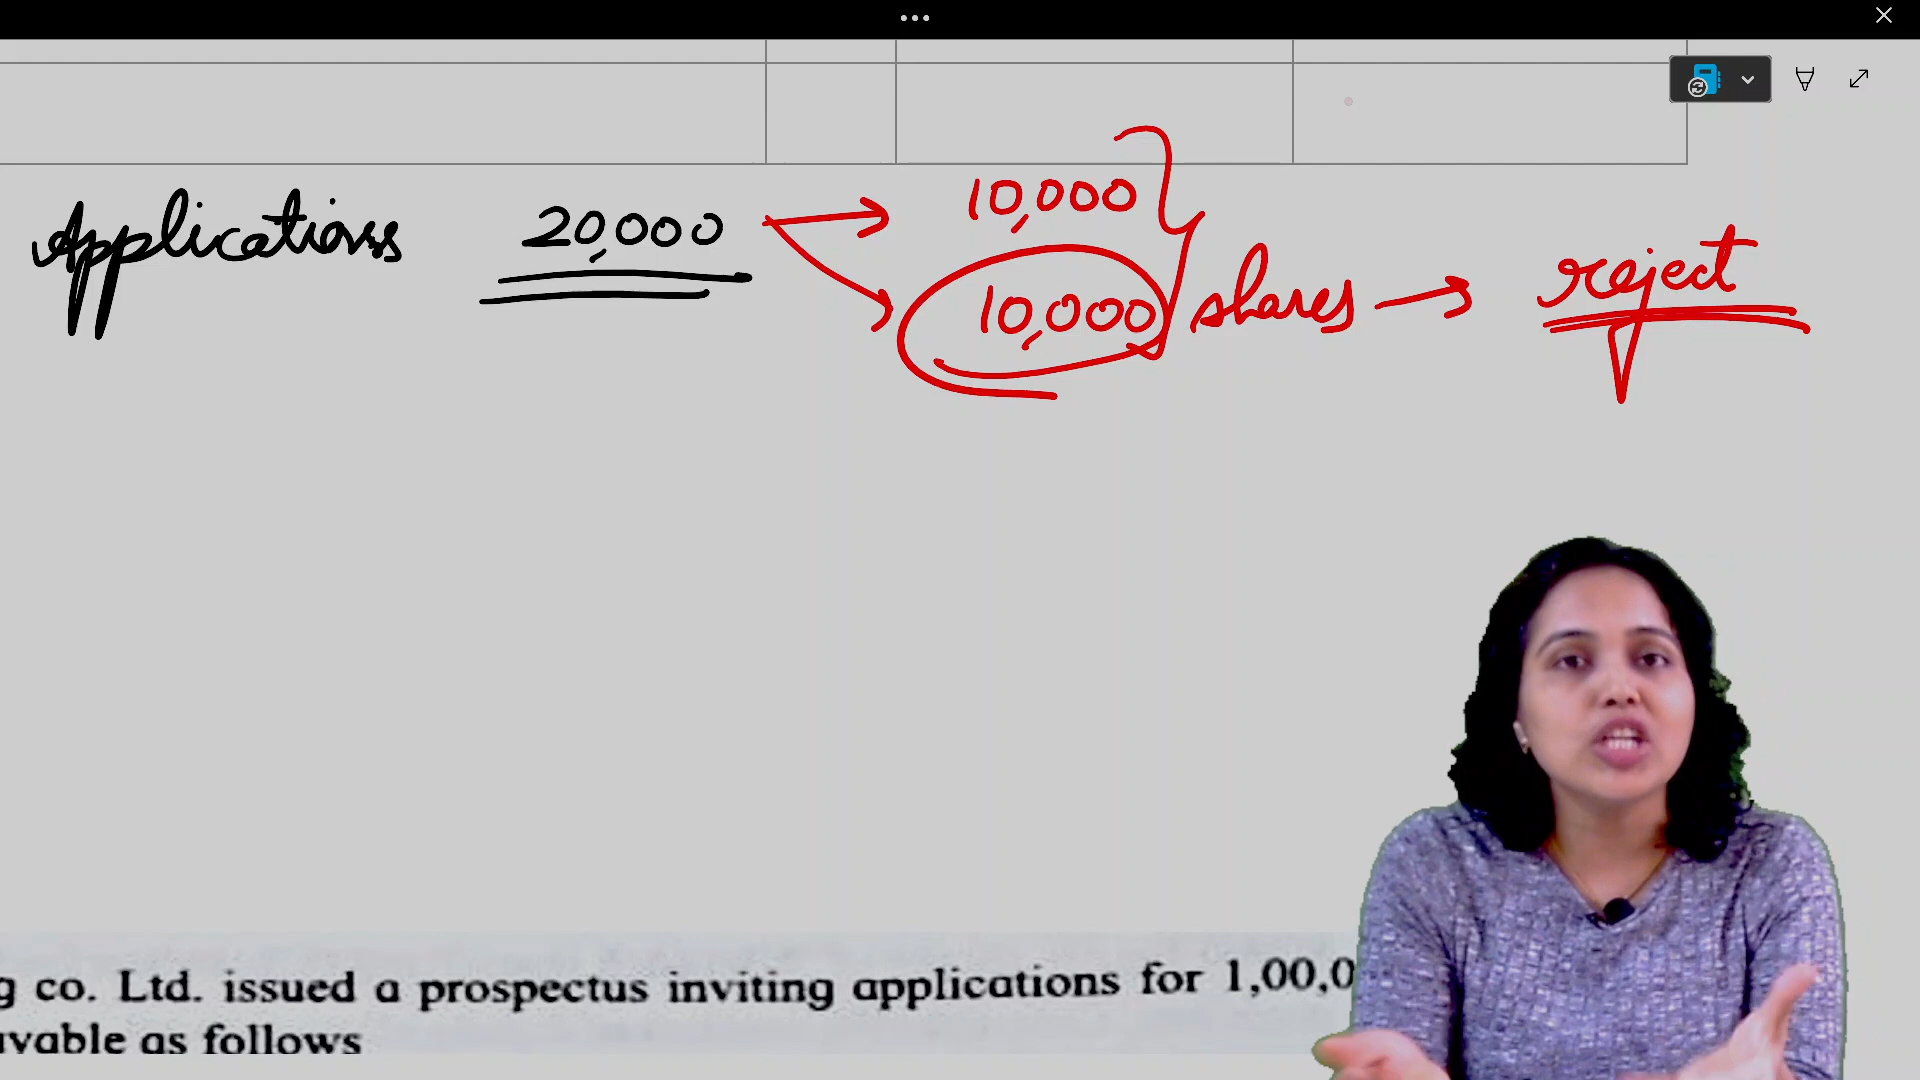 Applications 20,000 10,000
10,000 shares → reject
co. Ltd. issued a prospectus inviting applications for 1,00,0
as follows